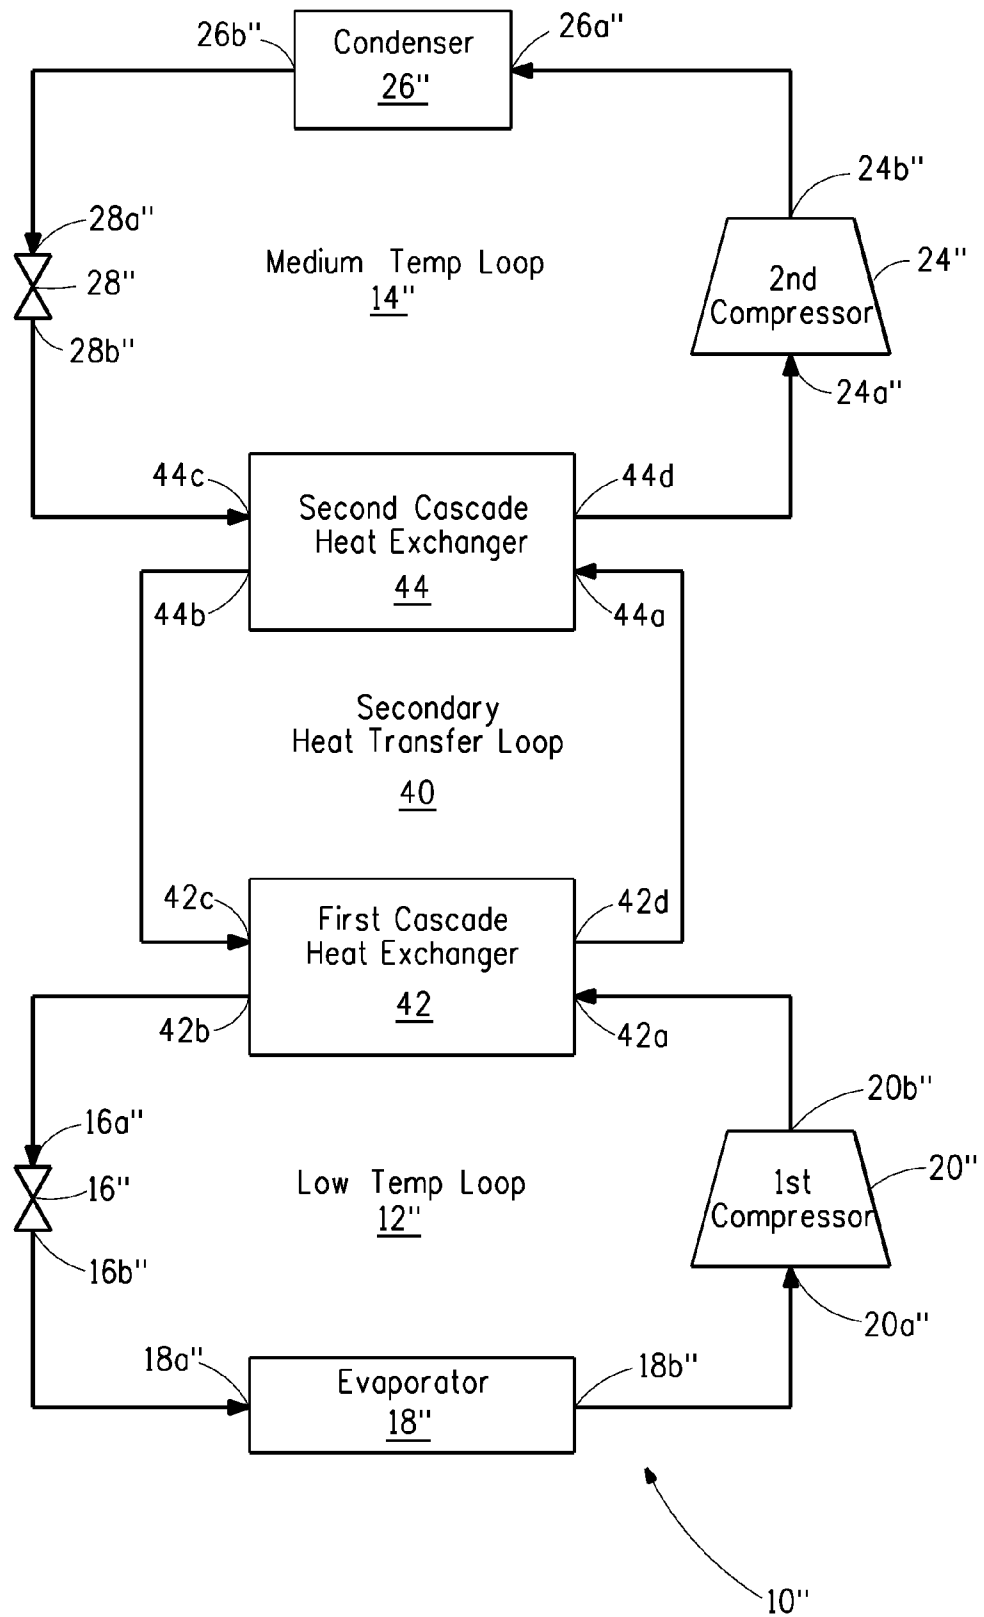 26b"
Condenser
26"
26a"
24b"
28a"
28"
28b"
Medium Temp Loop
14"
2nd
Compressor
24"
24a"
44c
Second Cascade
Heat Exchanger
44
44d
44b
44a
Secondary
Heat Transfer Loop
40
42c
First Cascade
Heat Exchanger
42
42d
42b
42a
16a"
16"
16b"
Low Temp Loop
12"
20b"
1st
Compressor
20"
20a"
18a"
Evaporator
18"
18b"
10"